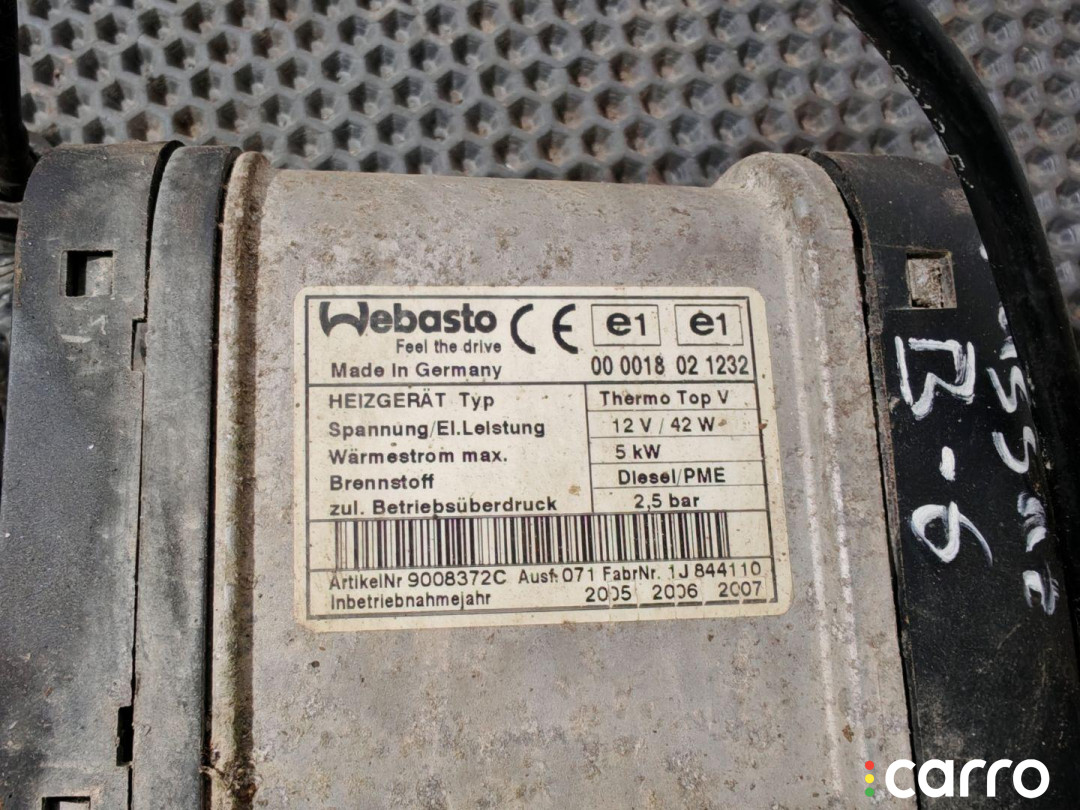 Webasto
Feel the drive
Made In Germany
CE
e1 e1
00 0018 02 1232
HEIZGERÄT Typ Thermo Top V
Spannung/El.Leistung 12 V / 42 W
Wärmestrom max. 5 kW
Brennstoff Diesel/PME
zul. Betriebsüberdruck 2,5 bar
ArtikelNr 9008372C Ausf: 071 FabrNr. 1J 844110
Inbetriebnahmejahr 2005 2006 2007
B-6
carro